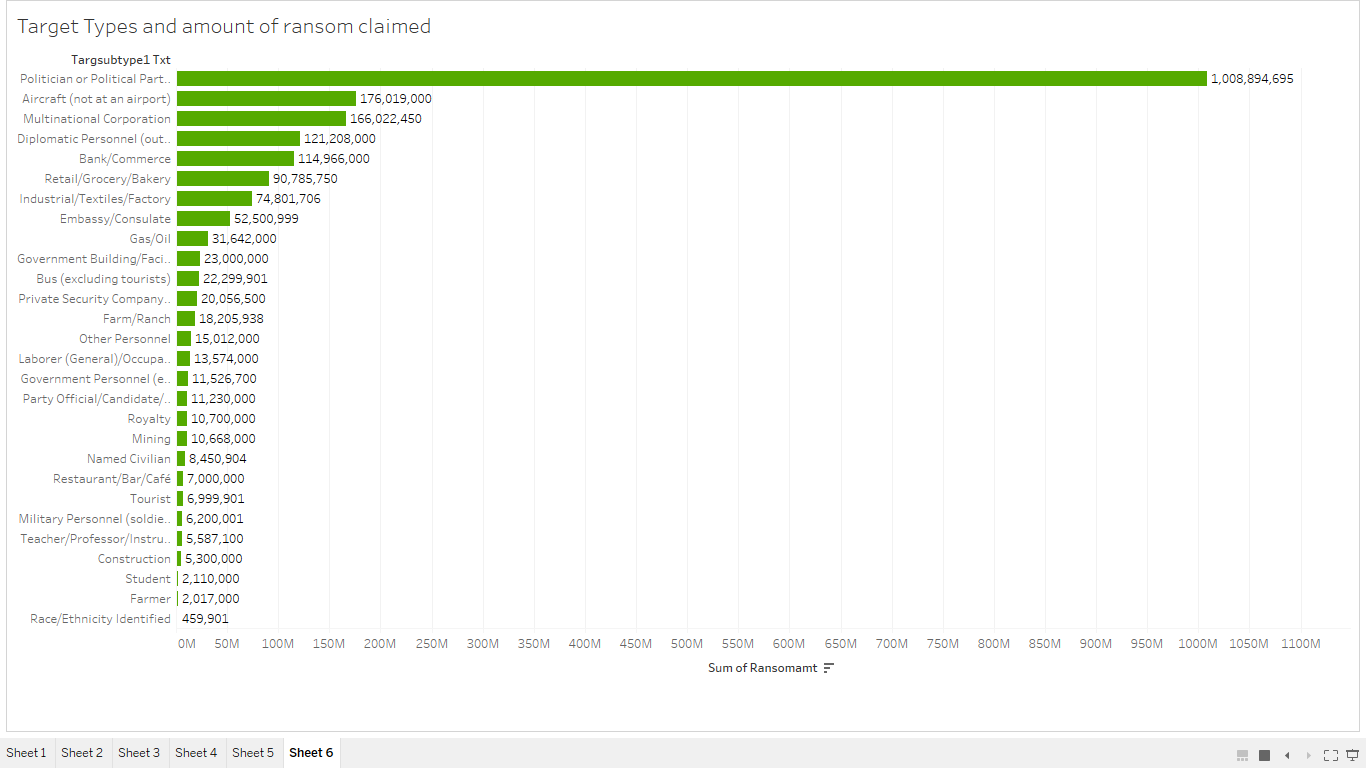 Target Types and amount of ransom claimed
Targsubtype1 Txt
Politician or Political Part.. 1,008,894,695
Aircraft (not at an airport) 176,019,000
Multinational Corporation 166,022,450
Diplomatic Personnel (out.. 121,208,000
Bank/Commerce 114,966,000
Retail/Grocery/Bakery 90,785,750
Industrial/Textiles/Factory 74,801,706
Embassy/Consulate 52,500,999
Gas/Oil 31,642,000
Government Building/Faci.. 23,000,000
Bus (excluding tourists) 22,299,901
Private Security Company.. 20,056,500
Farm/Ranch 18,205,938
Other Personnel 15,012,000
Laborer (General)/Occupa.. 13,574,000
Government Personnel (e.. 11,526,700
Party Official/Candidate/.. 11,230,000
Royalty 10,700,000
Mining 10,668,000
Named Civilian 8,450,904
Restaurant/Bar/Café 7,000,000
Tourist 6,999,901
Military Personnel (soldie.. 6,200,001
Teacher/Professor/Instru.. 5,587,100
Construction 5,300,000
Student 2,110,000
Farmer 2,017,000
Race/Ethnicity Identified 459,901
0M 50M 100M 150M 200M 250M 300M 350M 400M 450M 500M 550M 600M 650M 700M 750M 800M 850M 900M 950M 1000M 1050M 1100M
Sum of Ransomamt
Sheet 1 Sheet 2 Sheet 3 Sheet 4 Sheet 5 Sheet 6